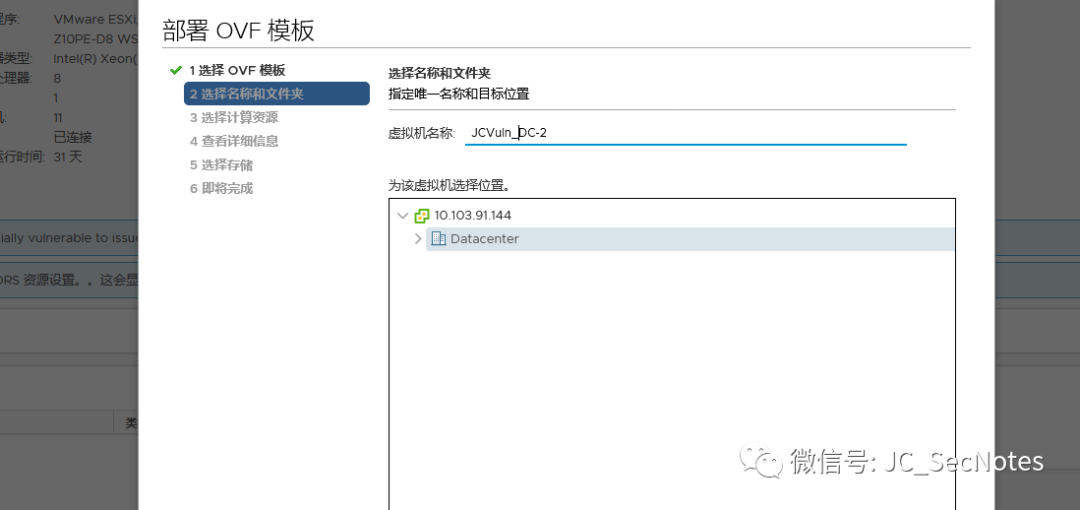 程序: VMware ESXi,
Z10PE-D8 WS
器类型: Intel(R) Xeon(
处理器: 8
1
机: 11
已连接
运行时间: 31 天
ially vulnerable to issue
DRS 资源设置。。这会显
类
部署 OVF 模板
1 选择 OVF 模板
2 选择名称和文件夹
3 选择计算资源
4 查看详细信息
5 选择存储
6 即将完成
选择名称和文件夹
指定唯一名称和目标位置
虚拟机名称: JCVuln_DC-2
为该虚拟机选择位置。
10.103.91.144
Datacenter
微信号: JC_SecNotes